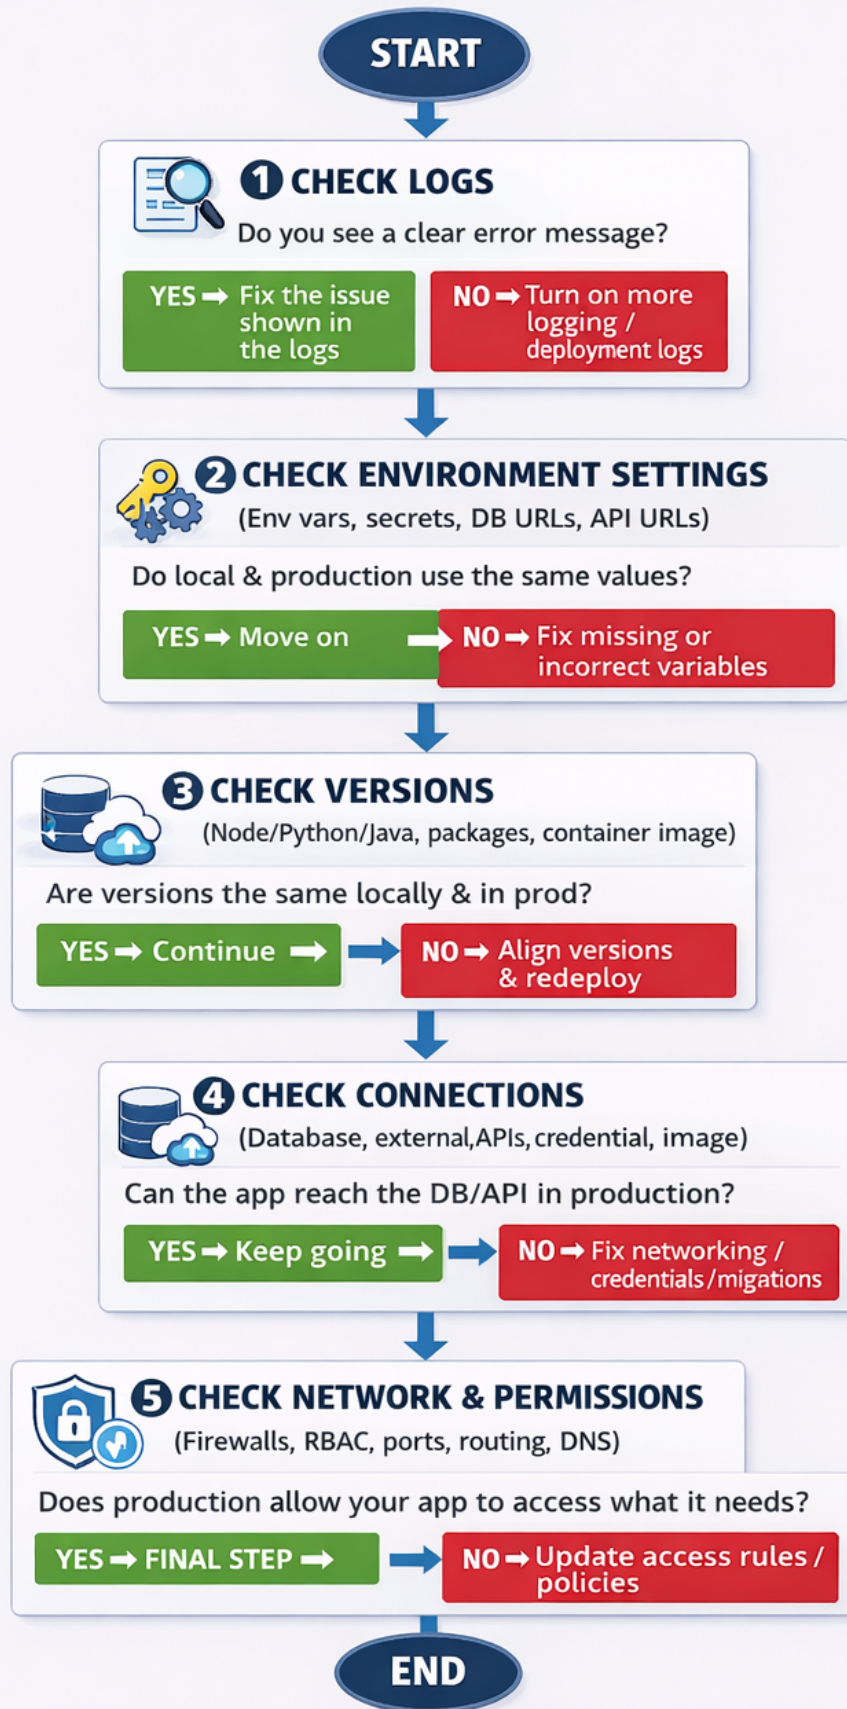 START
1 CHECK LOGS
Do you see a clear error message?
YES → Fix the issue
shown in
the logs
NO → Turn on more
logging /
deployment logs
2 CHECK ENVIRONMENT SETTINGS
(Env vars, secrets, DB URLs, API URLs)
Do local & production use the same values?
YES → Move on →
NO → Fix missing or
incorrect variables
3 CHECK VERSIONS
(Node/Python/Java, packages, container image)
Are versions the same locally & in prod?
YES → Continue →
NO → Align versions
& redeploy
4 CHECK CONNECTIONS
(Database, external,APIs, credential, image)
Can the app reach the DB/API in production?
YES → Keep going →
NO → Fix networking /
credentials/migations
5 CHECK NETWORK & PERMISSIONS
(Firewalls, RBAC, ports, routing, DNS)
Does production allow your app to access what it needs?
YES → FINAL STEP →
NO → Update access rules /
policies
END